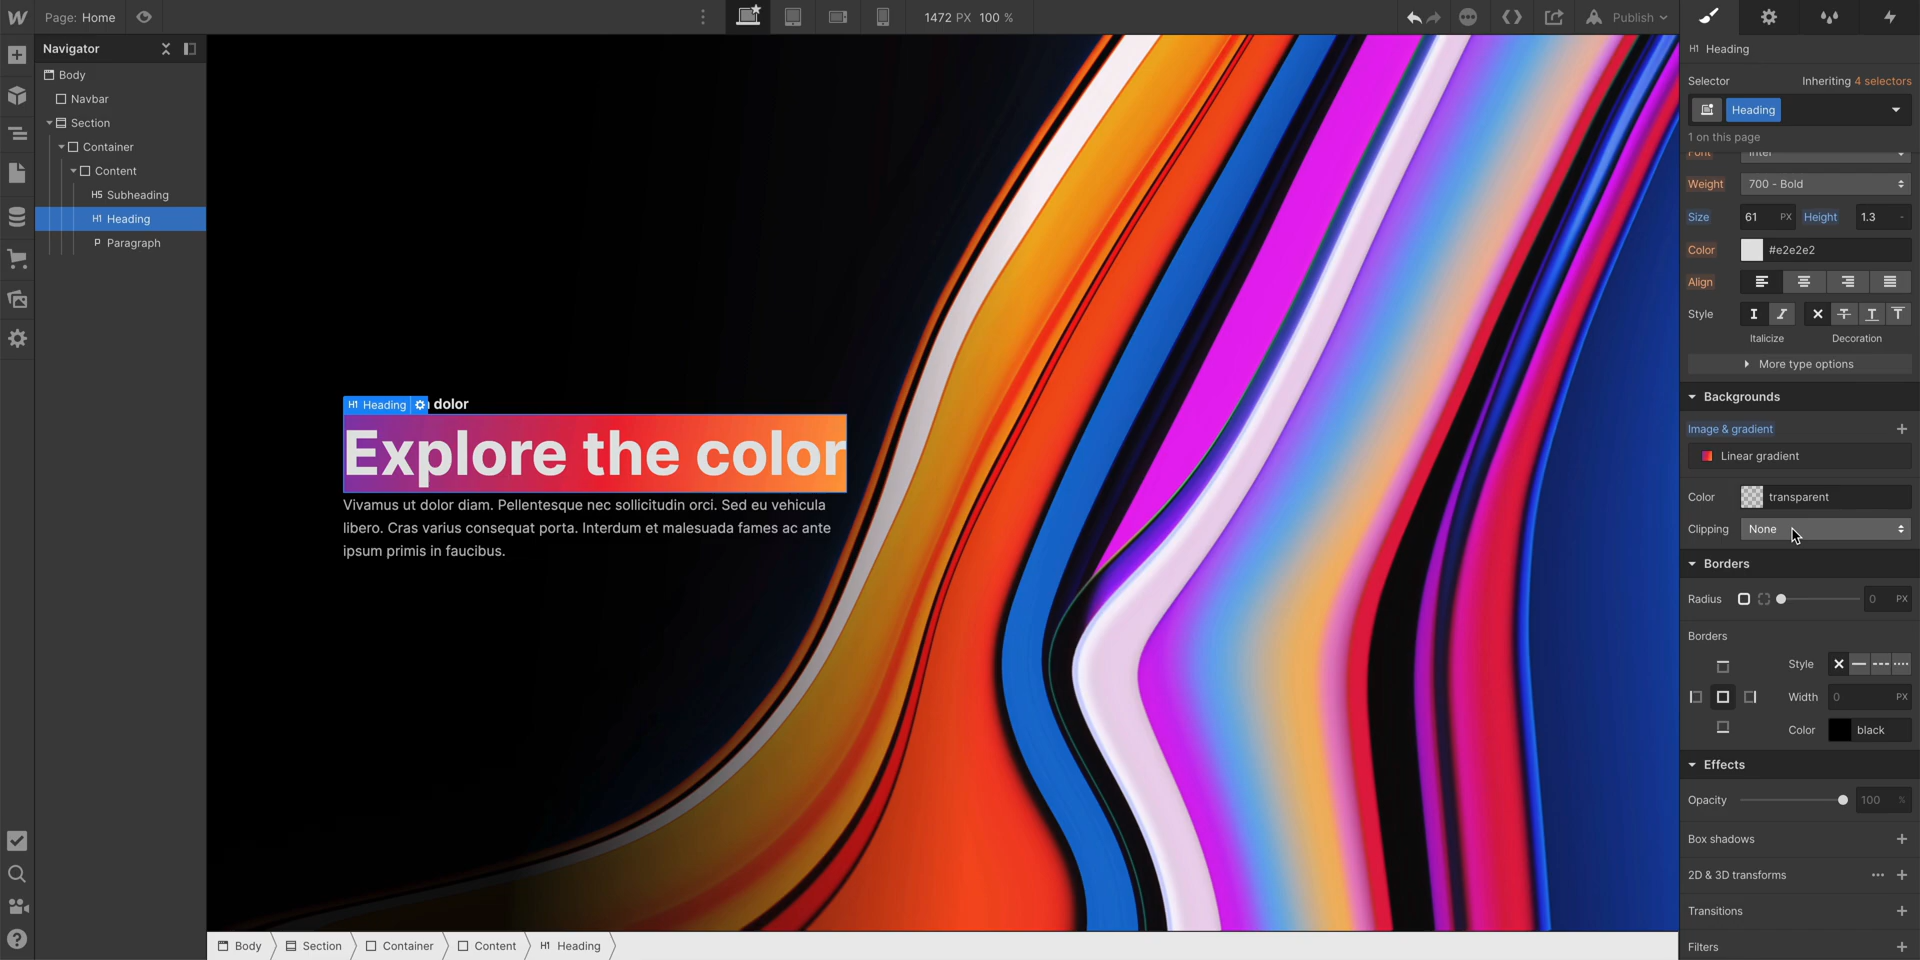 Page: Home
1472 PX 100 %
Publish
Navigator
Body
Navbar
Section
Container
Content
H5 Subheading
H1 Heading
P Paragraph
H1 Heading
dolor
Explore the color
Vivamus ut dolor diam. Pellentesque nec sollicitudin orci. Sed eu vehicula
libero. Cras varius consequat porta. Interdum et malesuada fames ac ante
ipsum primis in faucibus.
Body
Section
Container
Content
H1 Heading
H1 Heading
Selector
Inheriting 4 selectors
Heading
1 on this page
Font Inter
Weight 700 - Bold
Size 61 PX Height 1.3 -
Color #e2e2e2
Align
Style
Italicize Decoration
More type options
Backgrounds
Image & gradient
Linear gradient
Color transparent
Clipping None
Borders
Radius 0 PX
Borders
Style
Width 0 PX
Color black
Effects
Opacity 100 %
Box shadows
2D & 3D transforms
Transitions
Filters